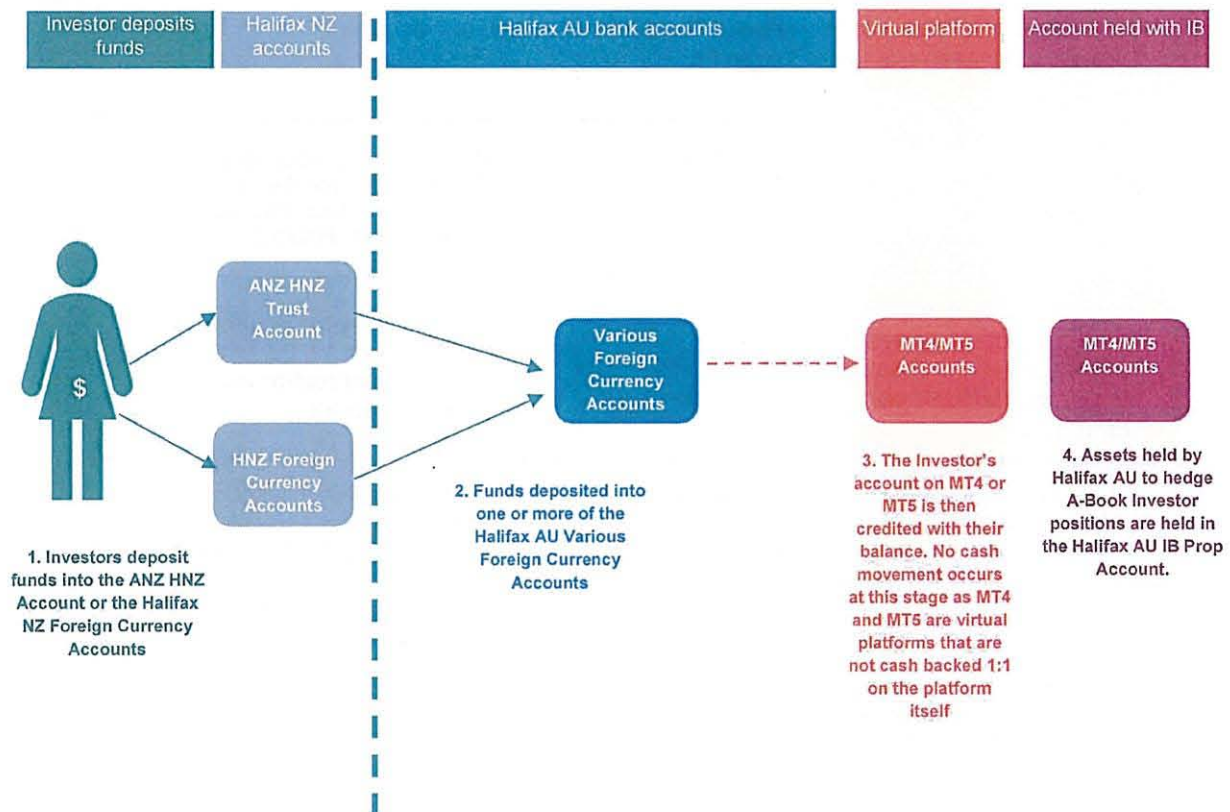 Investor deposits
funds
Halifax NZ
accounts
Halifax AU bank accounts
Virtual platform
Account held with IB
$
ANZ HNZ
Trust
Account
HNZ Foreign
Currency
Accounts
Various
Foreign
Currency
Accounts
MT4/MT5
Accounts
MT4/MT5
Accounts
1. Investors deposit
funds into the ANZ HNZ
Account or the Halifax
NZ Foreign Currency
Accounts
2. Funds deposited into
one or more of the
Halifax AU Various
Foreign Currency
Accounts
3. The Investor's
account on MT4 or
MT5 is then
credited with their
balance. No cash
movement occurs
at this stage as MT4
and MT5 are virtual
platforms that are
not cash backed 1:1
on the platform
itself
4. Assets held by
Halifax AU to hedge
A-Book Investor
positions are held in
the Halifax AU IB Prop
Account.